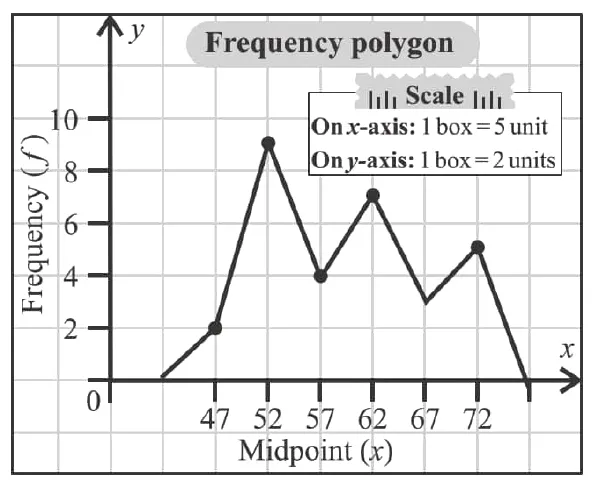 y
Frequency polygon
Scale
On x-axis: 1 box = 5 unit
On y-axis: 1 box = 2 units
Frequency (f)
10
8
6
4
2
0
x
47 52 57 62 67 72
Midpoint (x)